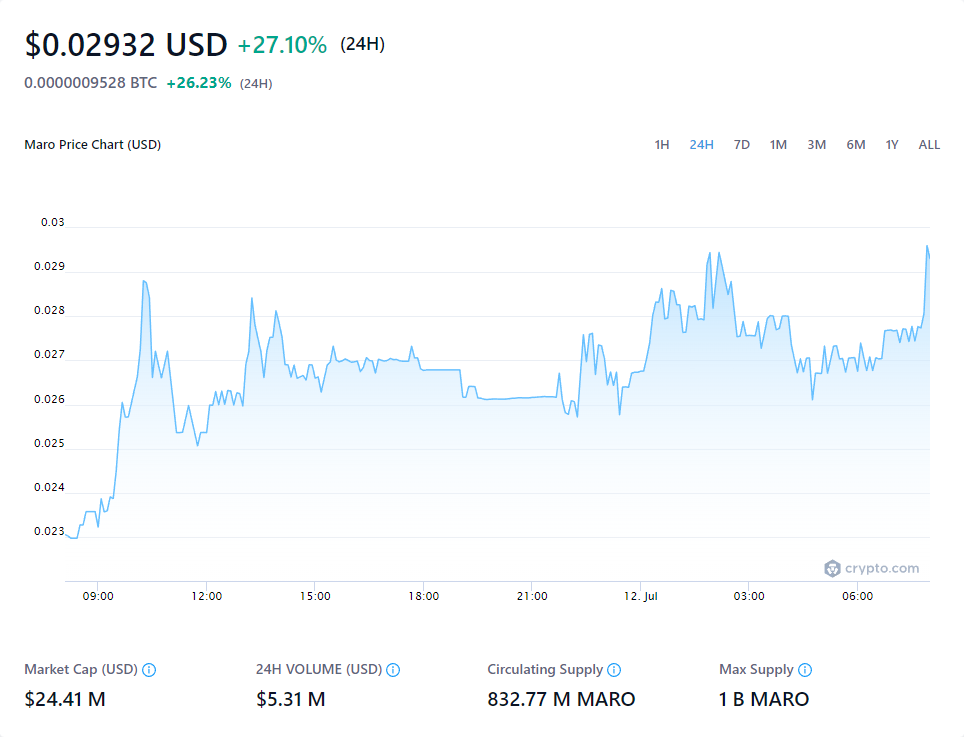 $0.02932 USD +27.10% (24H)
0.0000009528 BTC +26.23% (24H)
Maro Price Chart (USD) 1H 24H 7D 1M 3M 6M 1Y ALL
0.03
0.029
0.028
0.027
0.026
0.025
0.024
0.023
crypto.com
09:00 12:00 15:00 18:00 21:00 12. Jul 03:00 06:00
Market Cap (USD) 24H VOLUME (USD) Circulating Supply Max Supply
$24.41 M $5.31 M 832.77 M MARO 1 B MARO